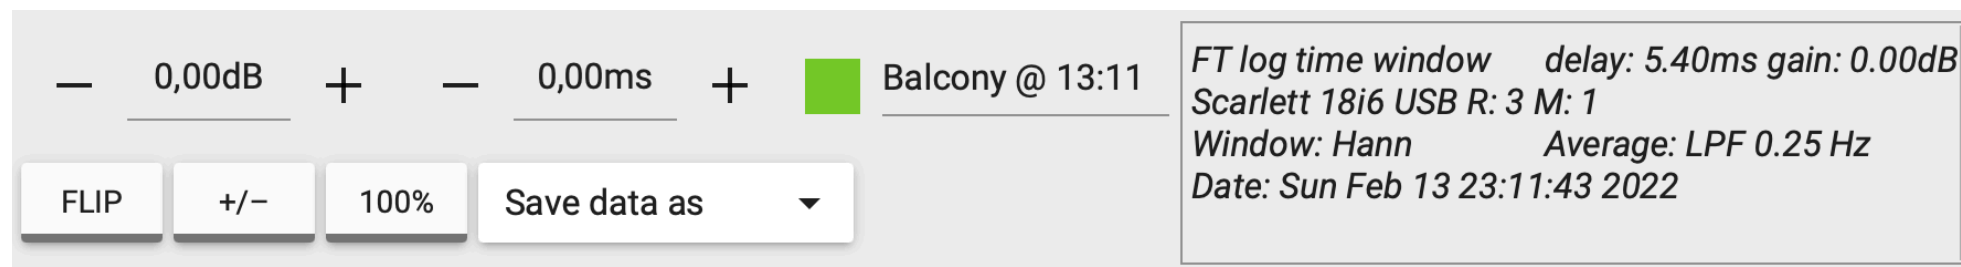 − 0,00dB + − 0,00ms + Balcony @ 13:11
FLIP +/− 100% Save data as
FT log time window delay: 5.40ms gain: 0.00dB
Scarlett 18i6 USB R: 3 M: 1
Window: Hann Average: LPF 0.25 Hz
Date: Sun Feb 13 23:11:43 2022